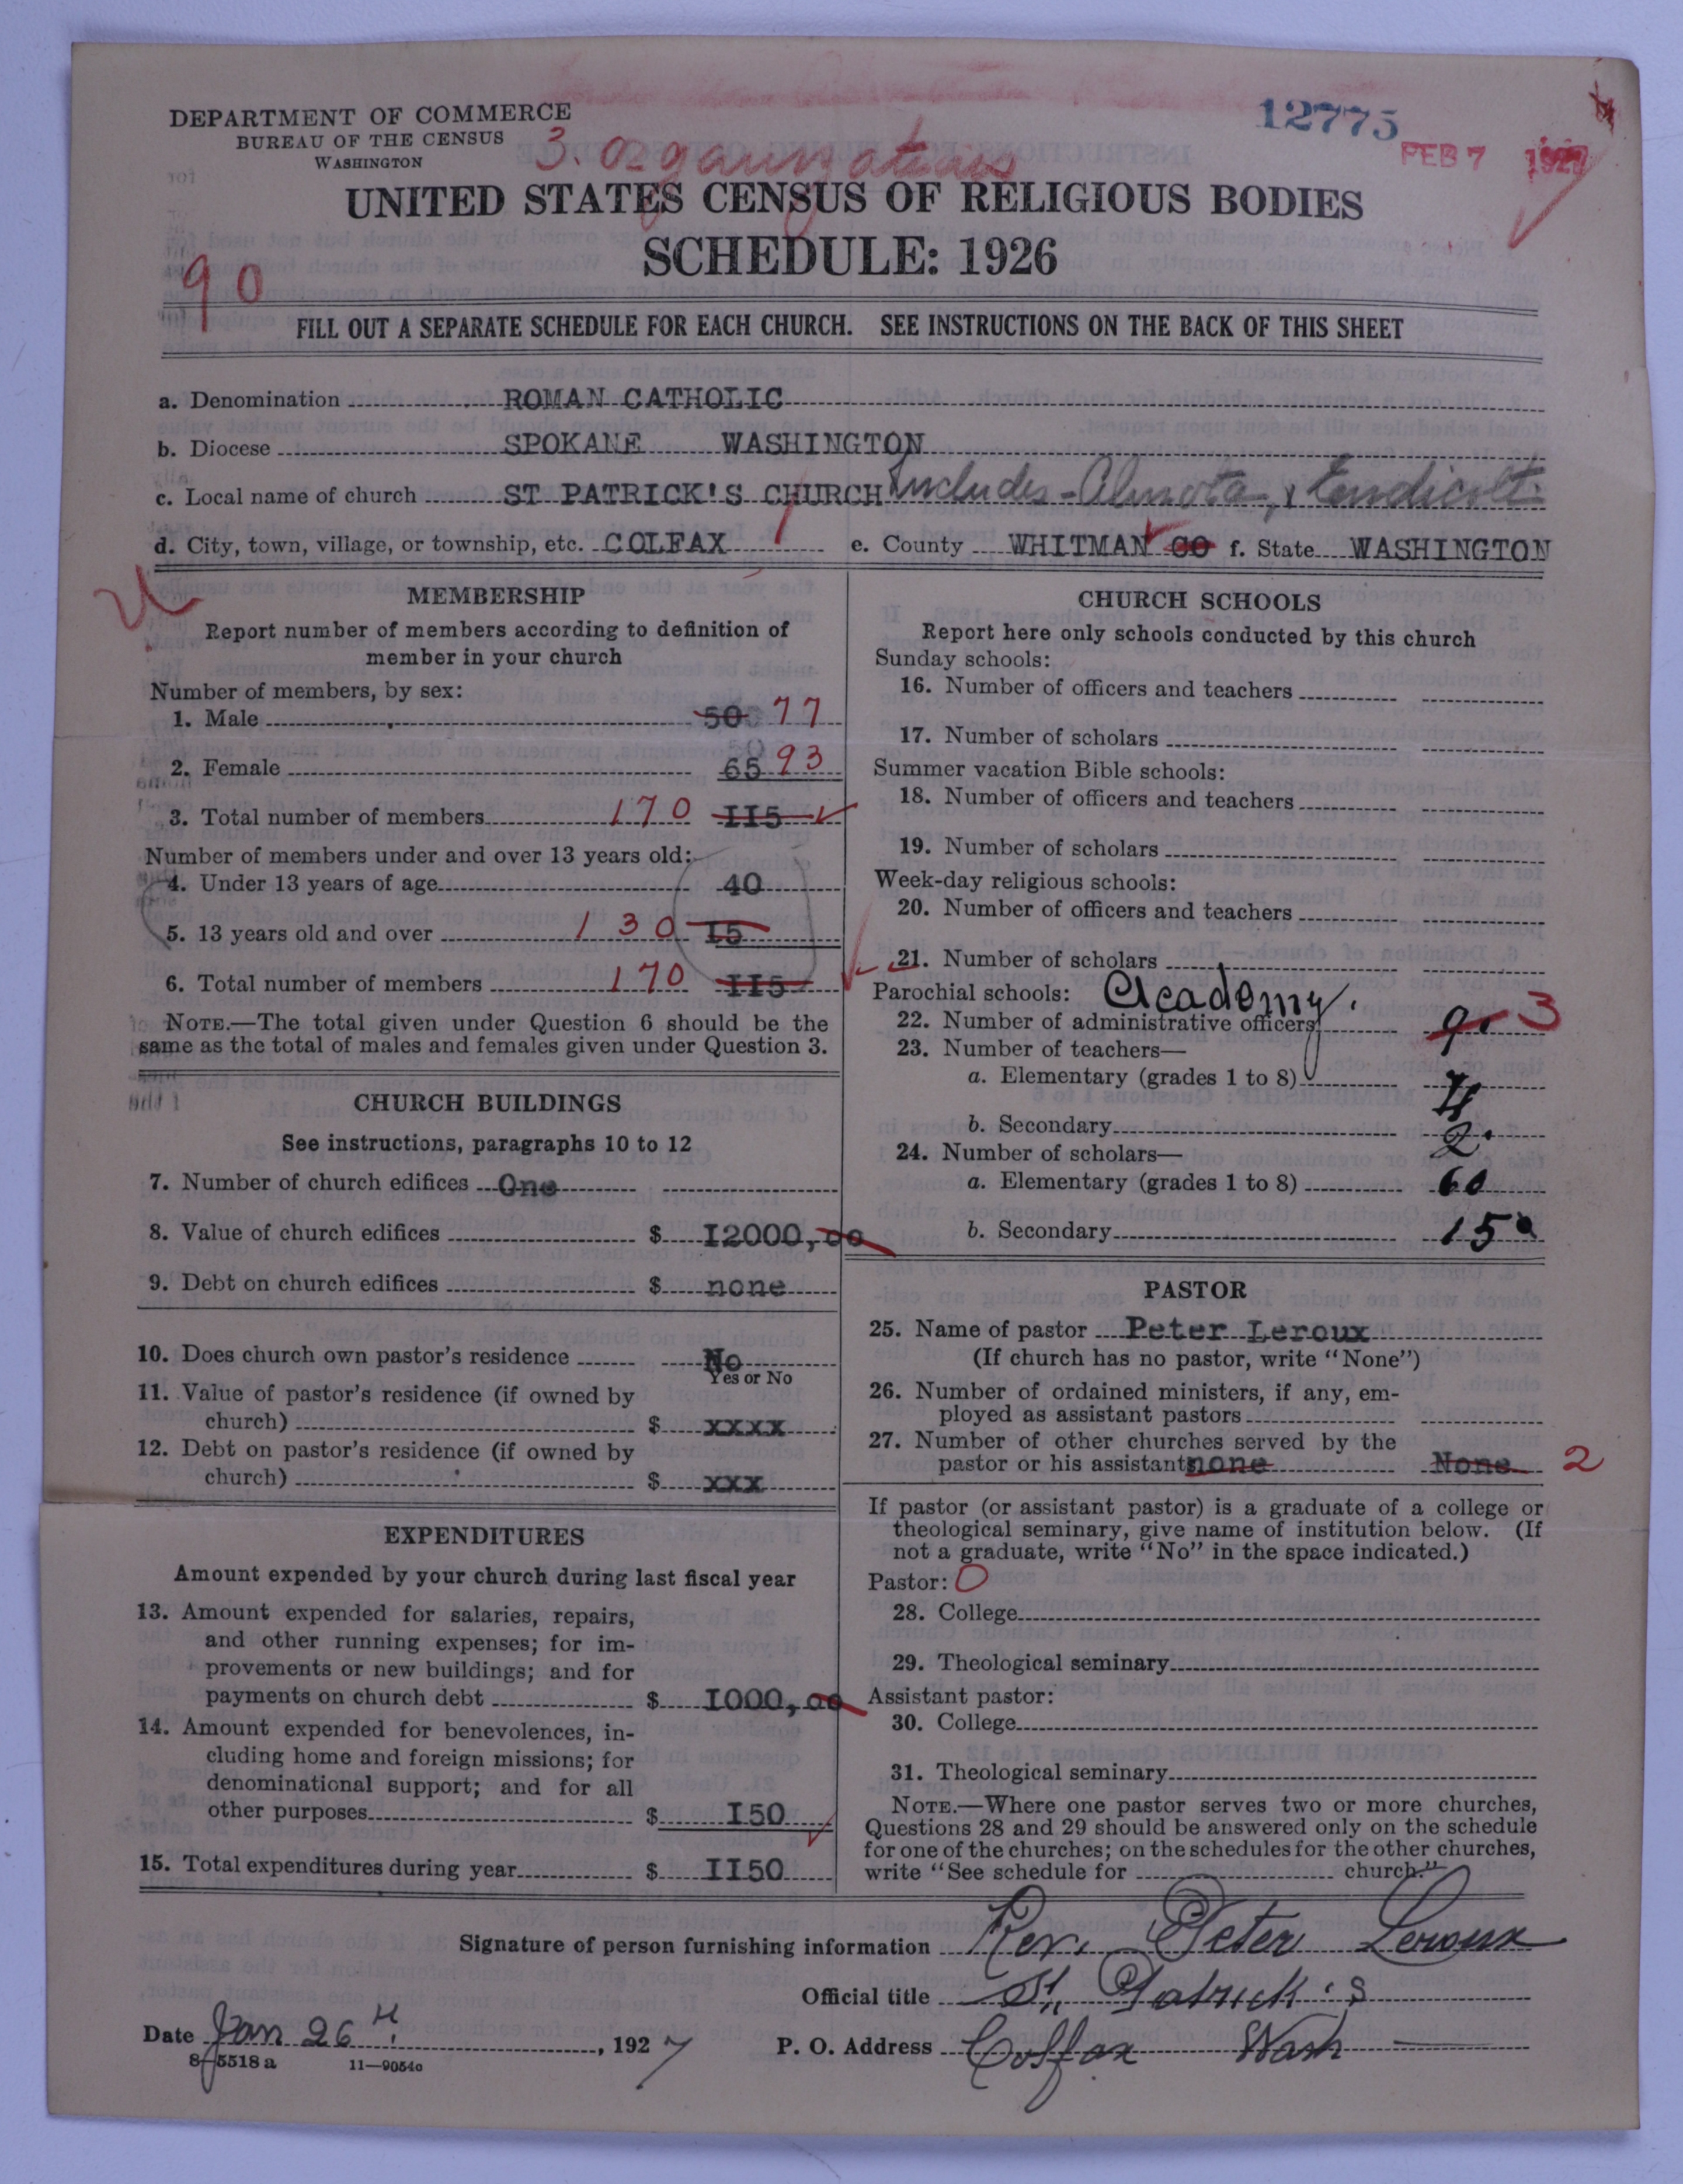 12775
FEB 7 1927
DEPARTMENT OF COMMERCE
BUREAU OF THE CENSUS
WASHINGTON
3. Organizations
UNITED STATES CENSUS OF RELIGIOUS BODIES
SCHEDULE: 1926
90
FILL OUT A SEPARATE SCHEDULE FOR EACH CHURCH. SEE INSTRUCTIONS ON THE BACK OF THIS SHEET
a. Denomination ROMAN CATHOLIC
b. Diocese SPOKANE WASHINGTON
c. Local name of church ST PATRICK'S CHURCH Includes - Almota, & Endicott
d. City, town, village, or township, etc. COLFAX e. County WHITMAN CO f. State WASHINGTON
MEMBERSHIP
Report number of members according to definition of
member in your church
Number of members, by sex:
1. Male 50 77
2. Female 65 93
3. Total number of members 170 II5
Number of members under and over 13 years old:
4. Under 13 years of age 40
5. 13 years old and over 130 I5
6. Total number of members 170 II5
NOTE.—The total given under Question 6 should be the
same as the total of males and females given under Question 3.
CHURCH BUILDINGS
See instructions, paragraphs 10 to 12
7. Number of church edifices One
8. Value of church edifices $ I2000,oo
9. Debt on church edifices $ none
10. Does church own pastor's residence No
Yes or No
11. Value of pastor's residence (if owned by
church) $ xxxx
12. Debt on pastor's residence (if owned by
church) $ xxx
EXPENDITURES
Amount expended by your church during last fiscal year
13. Amount expended for salaries, repairs,
and other running expenses; for im-
provements or new buildings; and for
payments on church debt $ I000,oo
14. Amount expended for benevolences, in-
cluding home and foreign missions; for
denominational support; and for all
other purposes $ I50
15. Total expenditures during year $ II50
CHURCH SCHOOLS
Report here only schools conducted by this church
Sunday schools:
16. Number of officers and teachers
17. Number of scholars
Summer vacation Bible schools:
18. Number of officers and teachers
19. Number of scholars
Week-day religious schools:
20. Number of officers and teachers
21. Number of scholars
Parochial schools: Academy.
22. Number of administrative officers 9. 3
23. Number of teachers—
a. Elementary (grades 1 to 8) 4
b. Secondary 2.
24. Number of scholars—
a. Elementary (grades 1 to 8) 60
b. Secondary 15
PASTOR
25. Name of pastor Peter Leroux
(If church has no pastor, write "None")
26. Number of ordained ministers, if any, em-
ployed as assistant pastors
27. Number of other churches served by the
pastor or his assistants none None 2
If pastor (or assistant pastor) is a graduate of a college or
theological seminary, give name of institution below. (If
not a graduate, write "No" in the space indicated.)
Pastor: O
28. College
29. Theological seminary
Assistant pastor:
30. College
31. Theological seminary
NOTE.—Where one pastor serves two or more churches,
Questions 28 and 29 should be answered only on the schedule
for one of the churches; on the schedules for the other churches,
write "See schedule for church."
Signature of person furnishing information Rev. Peter Leroux
Official title St. Patrick's
Date Jan 26th, 1927 P. O. Address Colfax Wash
8—5518a 11—9054o